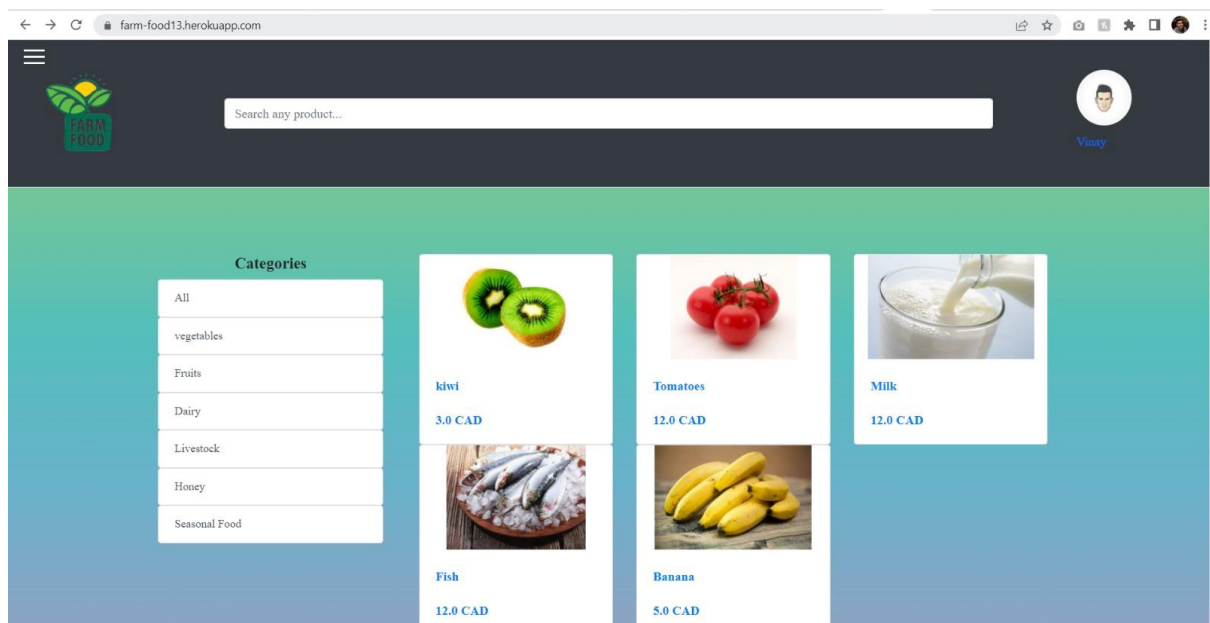 farm-food13.herokuapp.com
FARM
FOOD
Search any product...
Vinay
Categories
All
vegetables
Fruits
Dairy
Livestock
Honey
Seasonal Food
kiwi
3.0 CAD
Tomatoes
12.0 CAD
Milk
12.0 CAD
Fish
12.0 CAD
Banana
5.0 CAD